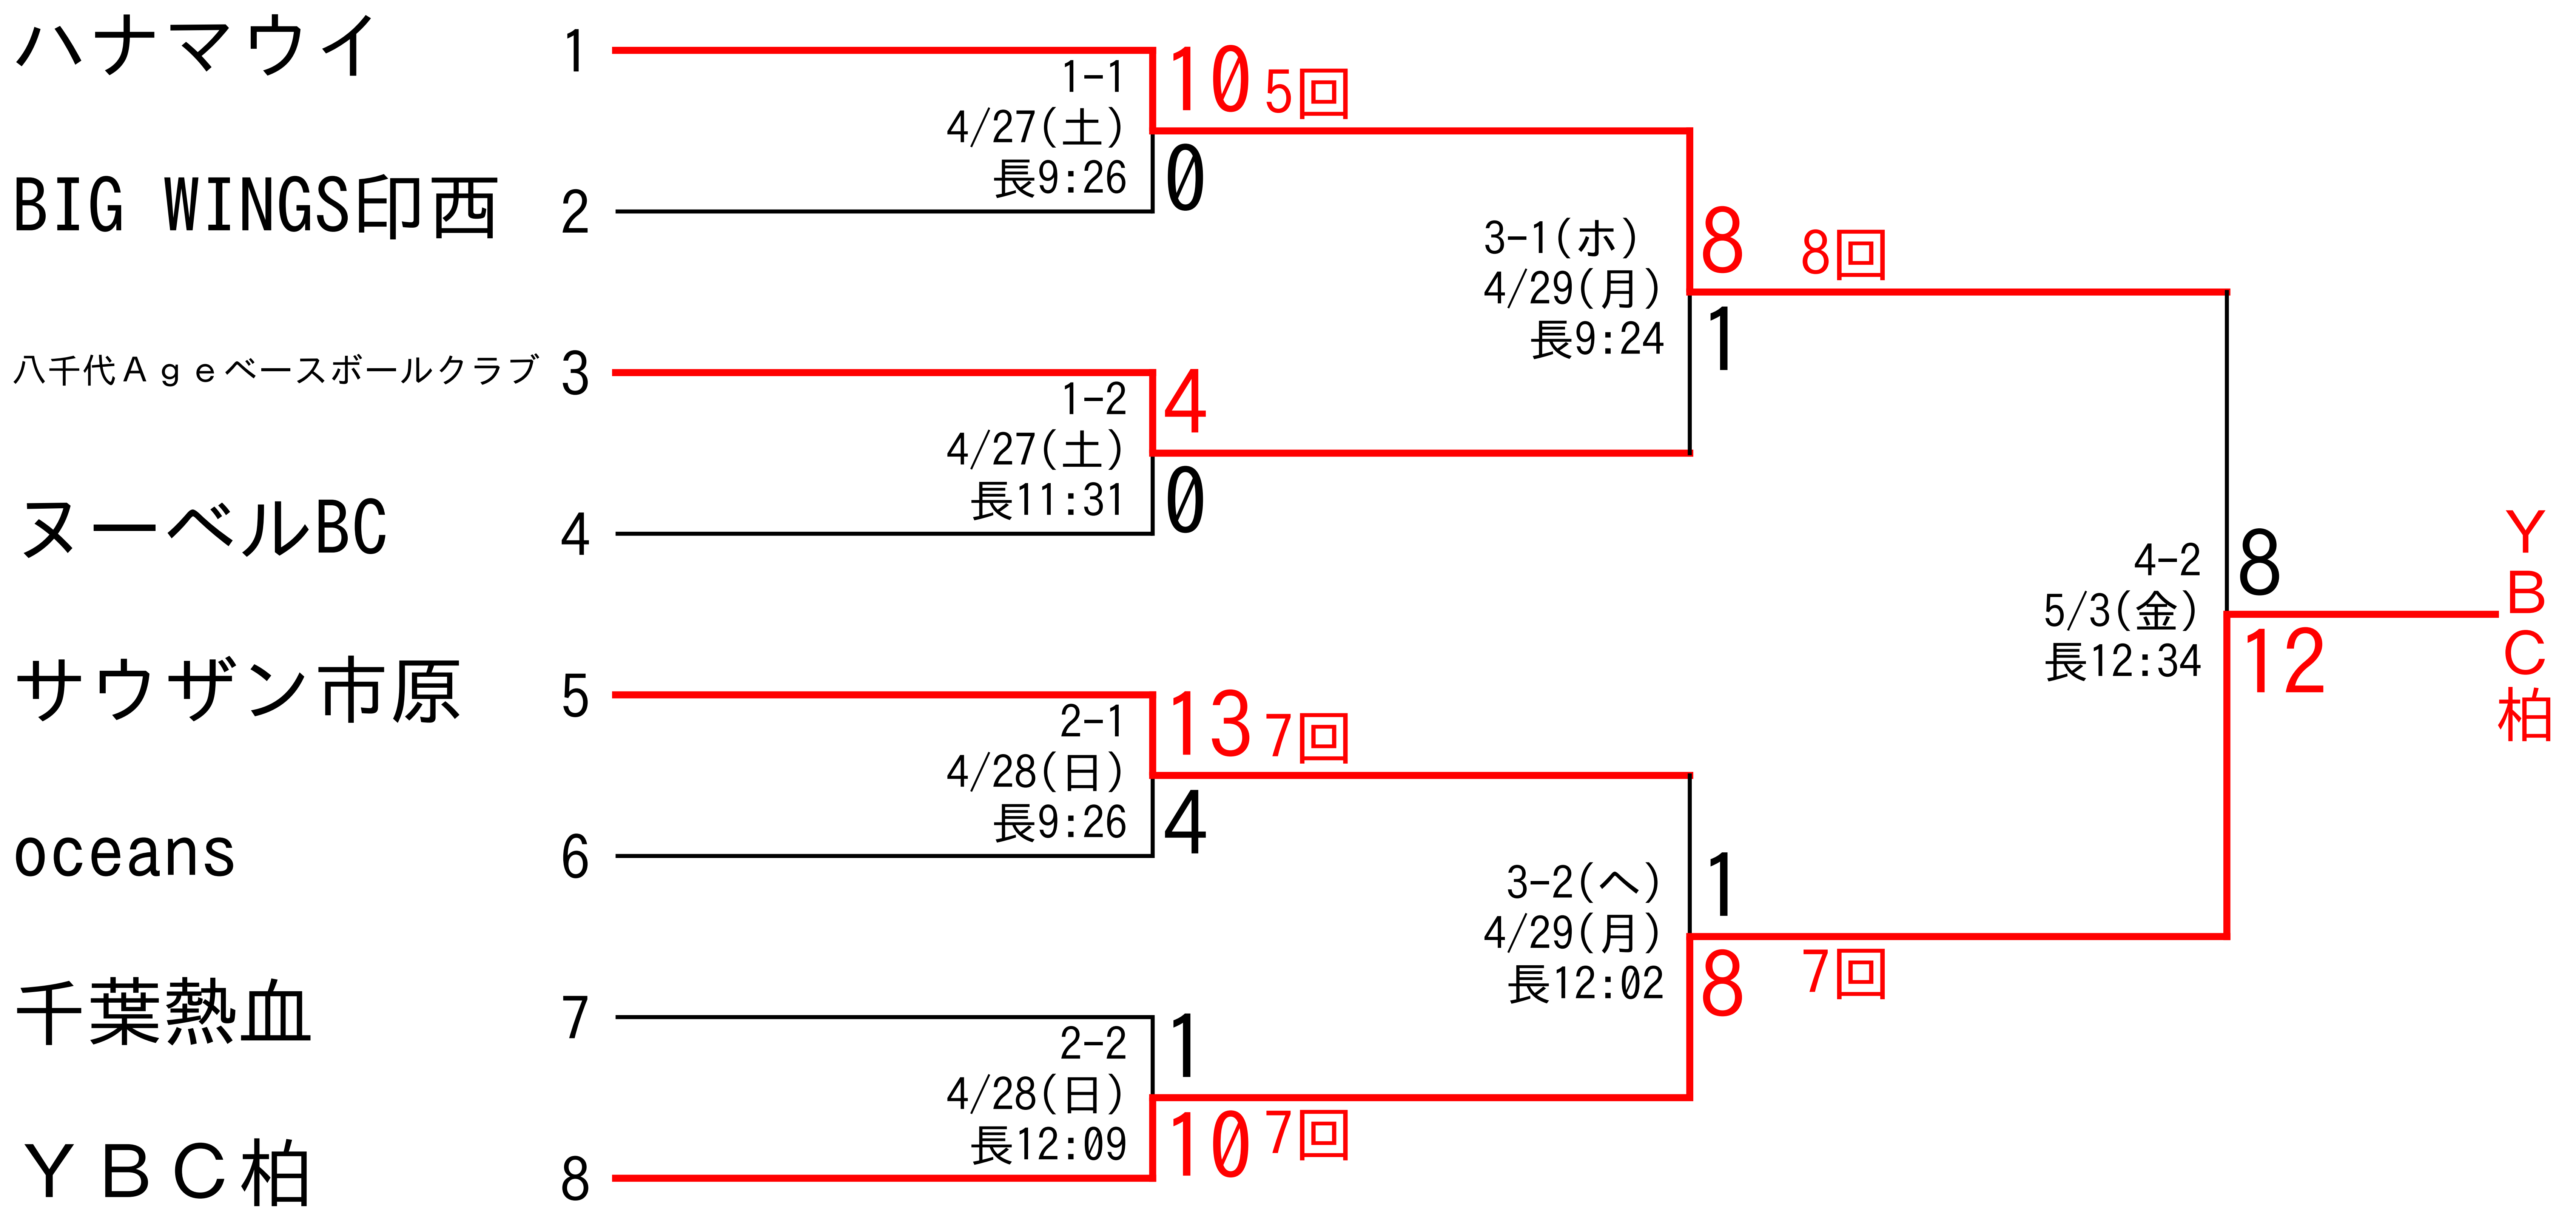 ハナマウイ 1
1-1
4/27(土)
長9:26
10 5回
0
BIG WINGS印西 2
八千代Ageベースボールクラブ 3
1-2
4/27(土)
長11:31
4
0
ヌーベルBC 4
3-1(ホ)
4/29(月)
長9:24
8 8回
1
サウザン市原 5
2-1
4/28(日)
長9:26
13 7回
4
oceans 6
千葉熱血 7
2-2
4/28(日)
長12:09
1
10 7回
YBC柏 8
3-2(ヘ)
4/29(月)
長12:02
1
8 7回
4-2
5/3(金)
長12:34
8
12
YBC柏